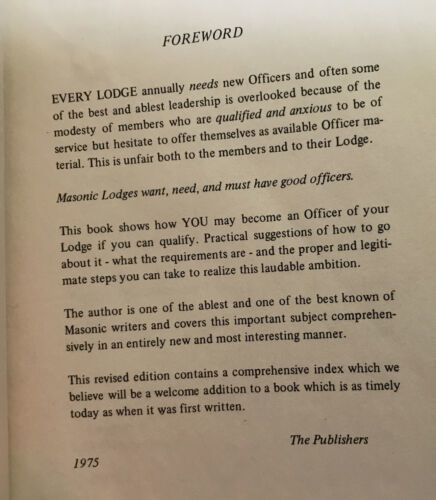 FOREWORD
EVERY LODGE annually needs new Officers and often some
of the best and ablest leadership is overlooked because of the
modesty of members who are qualified and anxious to be of
service but hesitate to offer themselves as available Officer ma-
terial. This is unfair both to the members and to their Lodge.
Masonic Lodges want, need, and must have good officers.
This book shows how YOU may become an Officer of your
Lodge if you can qualify. Practical suggestions of how to go
about it - what the requirements are - and the proper and legiti-
mate steps you can take to realize this laudable ambition.
The author is one of the ablest and one of the best known of
Masonic writers and covers this important subject comprehen-
sively in an entirely new and most interesting manner.
This revised edition contains a comprehensive index which we
believe will be a welcome addition to a book which is as timely
today as when it was first written.
The Publishers
1975